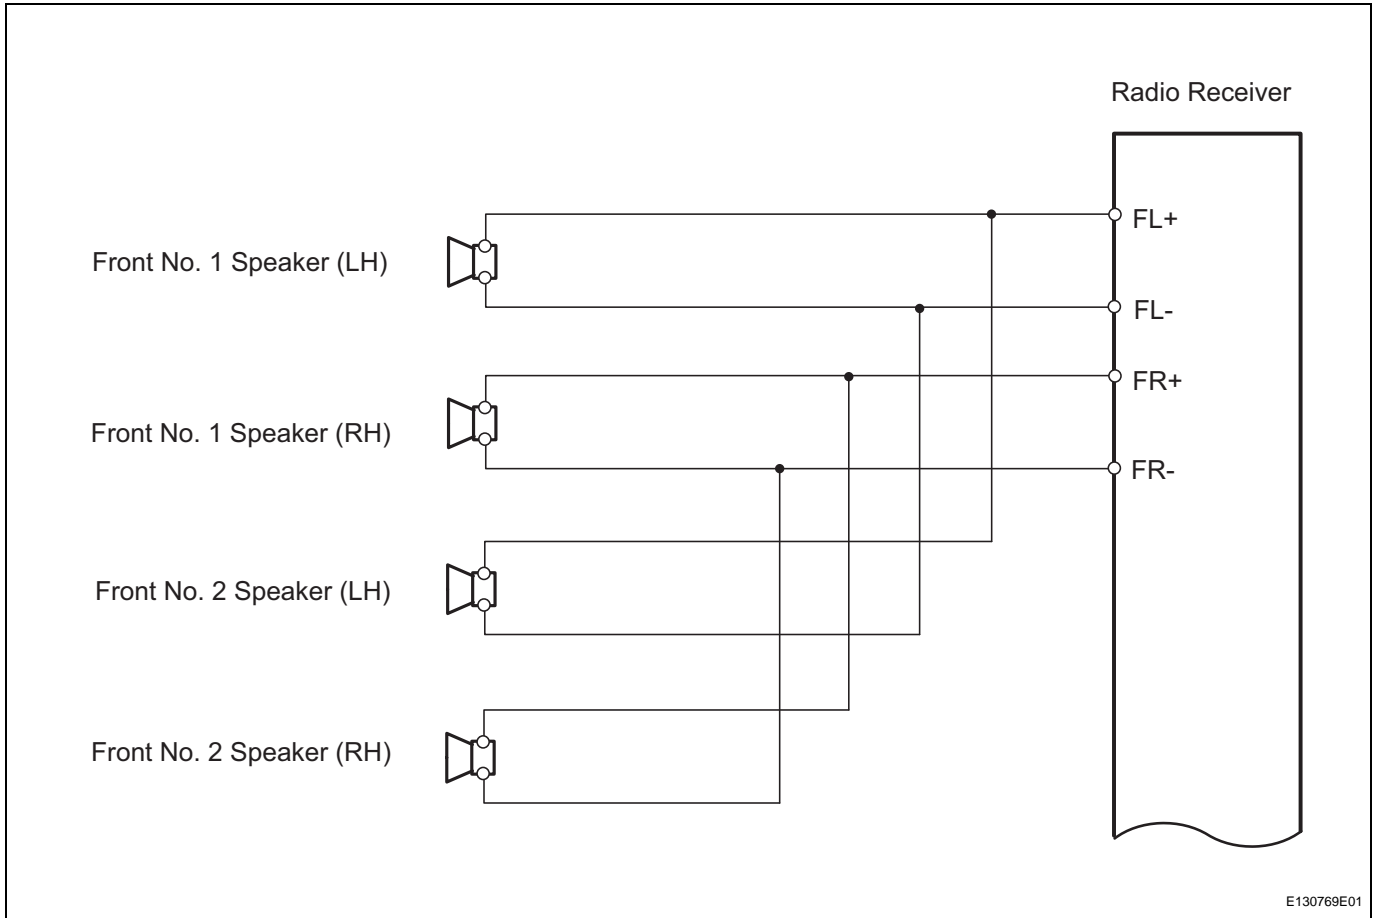 Radio Receiver
FL+
Front No. 1 Speaker (LH)
FL-
FR+
Front No. 1 Speaker (RH)
FR-
Front No. 2 Speaker (LH)
Front No. 2 Speaker (RH)
E130769E01